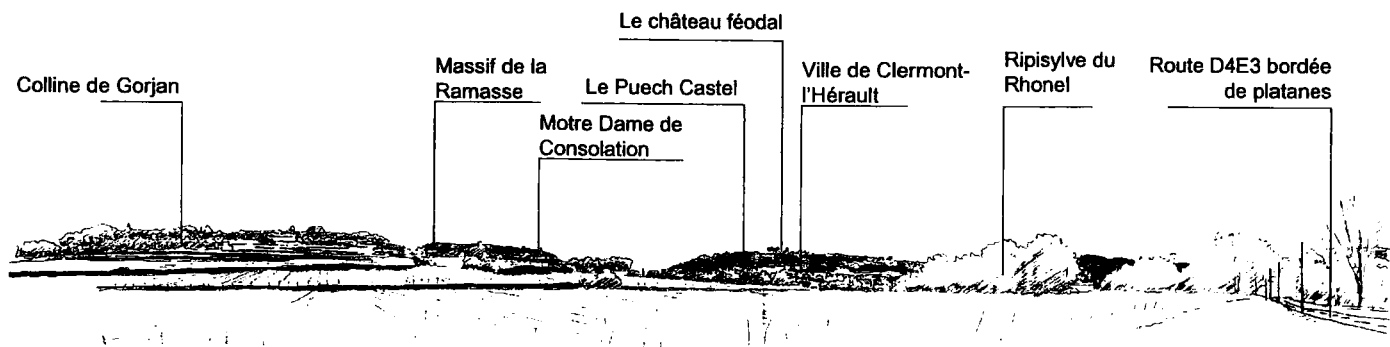 Le château féodal
Colline de Gorjan
Massif de la
Ramasse
Le Puech Castel
Ville de Clermont-
l'Hérault
Ripisylve du
Rhonel
Route D4E3 bordée
de platanes
Motre Dame de
Consolation